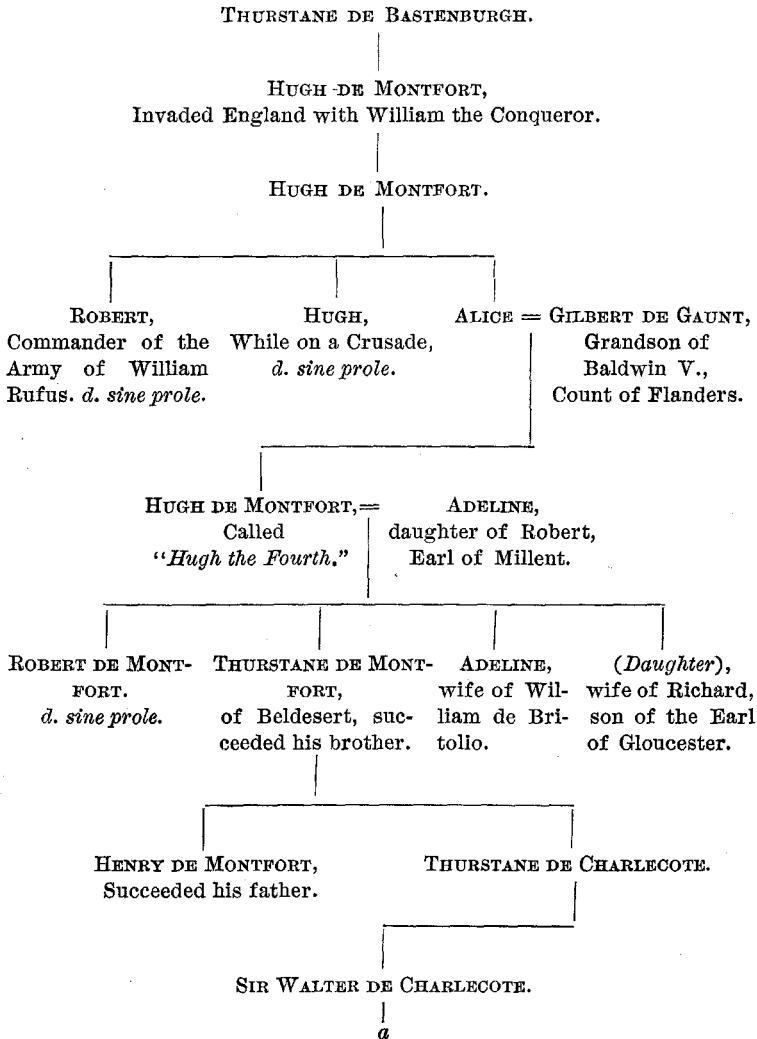 THURSTANE DE BASTENBURGH.
HUGH DE MONTFORT,
Invaded England with William the Conqueror.
HUGH DE MONTFORT.
ROBERT,
Commander of the
Army of William
Rufus. d. sine prole.
HUGH,
While on a Crusade,
d. sine prole.
ALICE = GILBERT DE GAUNT,
Grandson of
Baldwin V.,
Count of Flanders.
HUGH DE MONTFORT, =
Called
"Hugh the Fourth."
ADELINE,
daughter of Robert,
Earl of Millent.
ROBERT DE MONT-
FORT.
d. sine prole.
THURSTANE DE MONT-
FORT,
of Beldesert, suc-
ceeded his brother.
ADELINE,
wife of Wil-
liam de Bri-
tolio.
(Daughter),
wife of Richard,
son of the Earl
of Gloucester.
HENRY DE MONTFORT,
Succeeded his father.
THURSTANE DE CHARLECOTE.
SIR WALTER DE CHARLECOTE.
a